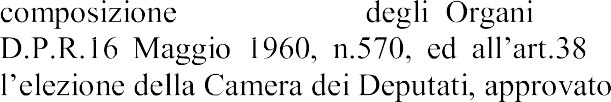 composizione degli Organi
D.P.R.16 Maggio 1960, n.570, ed all'art.38
l'elezione della Camera dei Deputati, approvato